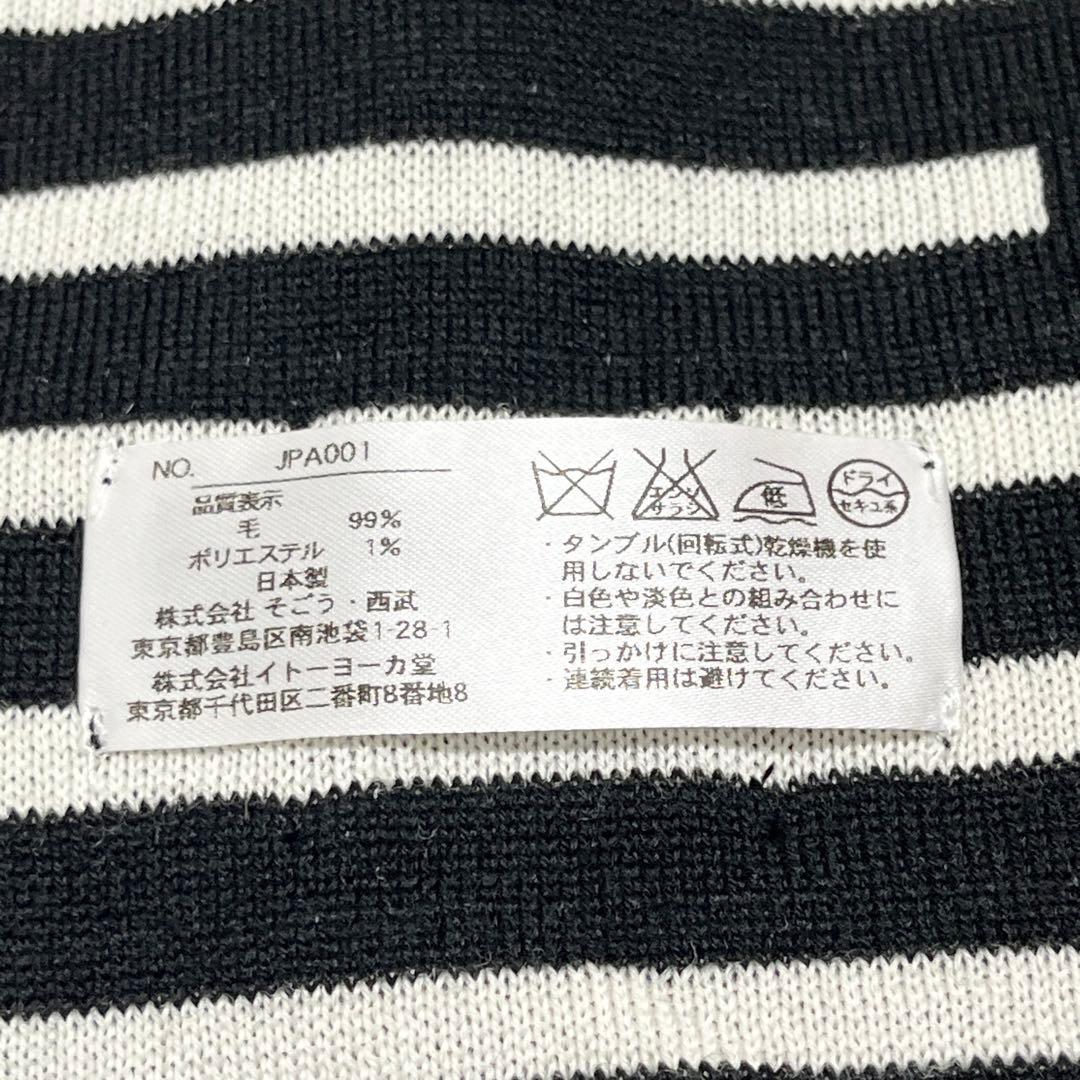 NO. JPA001
品質表示
毛 99%
ポリエステル 1%
日本製
株式会社 そごう・西武
東京都豊島区南池袋1-28-1
株式会社イトーヨーカ堂
東京都千代田区二番町8番地8
エンソ
サラシ
低
ドライ
セキユ系
・タンブル(回転式)乾燥機を使
用しないでください。
・白色や淡色との組み合わせに
は注意してください。
・引っかけに注意してください。
・連続着用は避けてください。